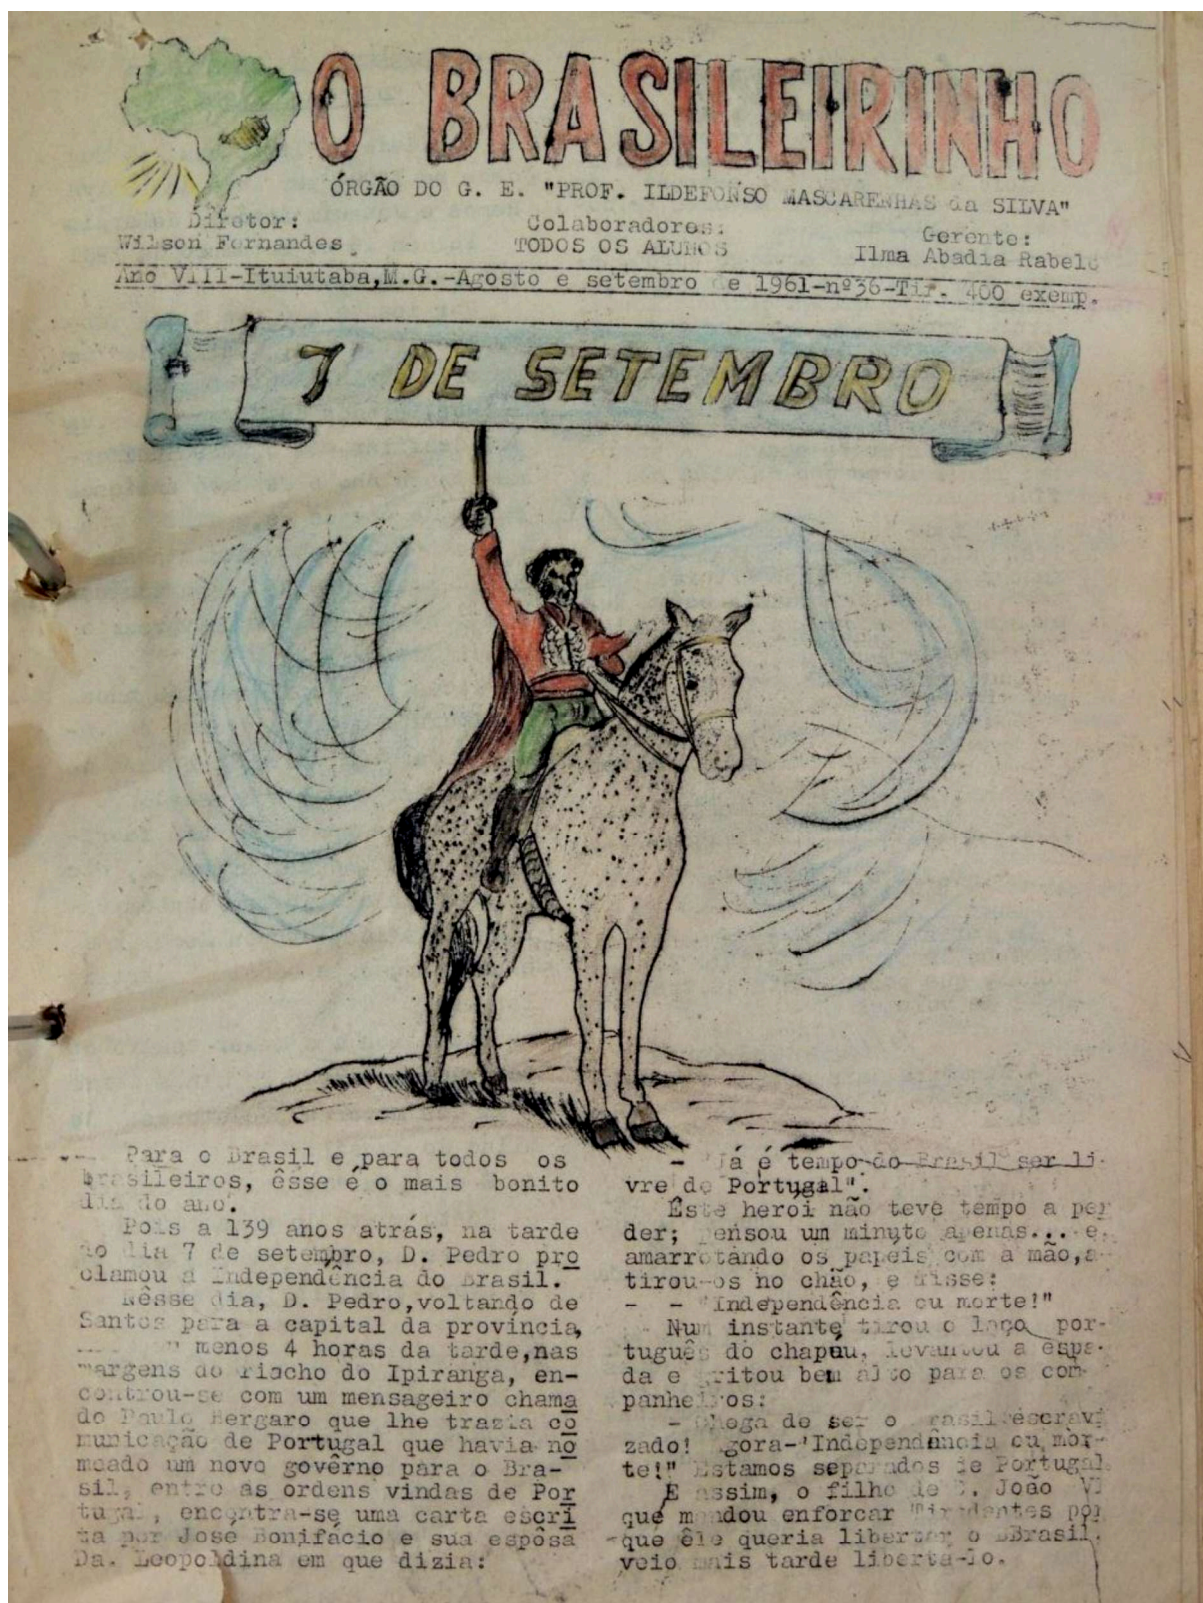 O BRASILEIRINHO
ÓRGÃO DO G. E. "PROF. ILDEFONSO MASCARENHAS da SILVA"
Diretor:
Wilson Fernandes
Colaboradores:
TODOS OS ALUNOS
Gerente:
Ilma Abadia Rabelo
Ano VIII-Ituiutaba,M.G.-Agosto e setembro de 1961-nº36-Tir. 400 exemp.
7 DE SETEMBRO
Para o Brasil e para todos os
brasileiros, êsse é o mais bonito
dia do ano.
Pois a 139 anos atrás, na tarde
do dia 7 de setembro, D. Pedro pro
clamou a Independência do Brasil.
Nêsse dia, D. Pedro,voltando de
Santos para a capital da provincia,
menos 4 horas da tarde,nas
margens do riacho do Ipiranga, en-
controu-se com um mensageiro chama
do Paulo Bergaro que lhe trazia co
municação de Portugal que havia no
meado um novo govêrno para o Bra-
sil, entre as ordens vindas de Por
tugal, encontra-se uma carta escri
ta por José Bonifácio e sua espôsa
Da. Leopoldina em que dizia:
- "Já é tempo do Brasil ser li-
vre de Portugal".
Êste heroi não teve tempo a per
der; pensou um minuto apenas... e,
amarrotando os papeis com a mão,a-
tirou-os no chão, e disse:
- - "Independência ou morte!"
Num instante tirou o laço por-
tuguês do chapéu, levantou a espa-
da e gritou bem alto para os com-
panheiros:
- Chega de ser o Brasil escravi
zado! Agora-"Independência ou mor-
te!" Estamos separados de Portugal.
E assim, o filho de D. João VI
que mandou enforcar Tiradentes por
que êle queria libertar o BBrasil,
veio mais tarde libertá-lo.